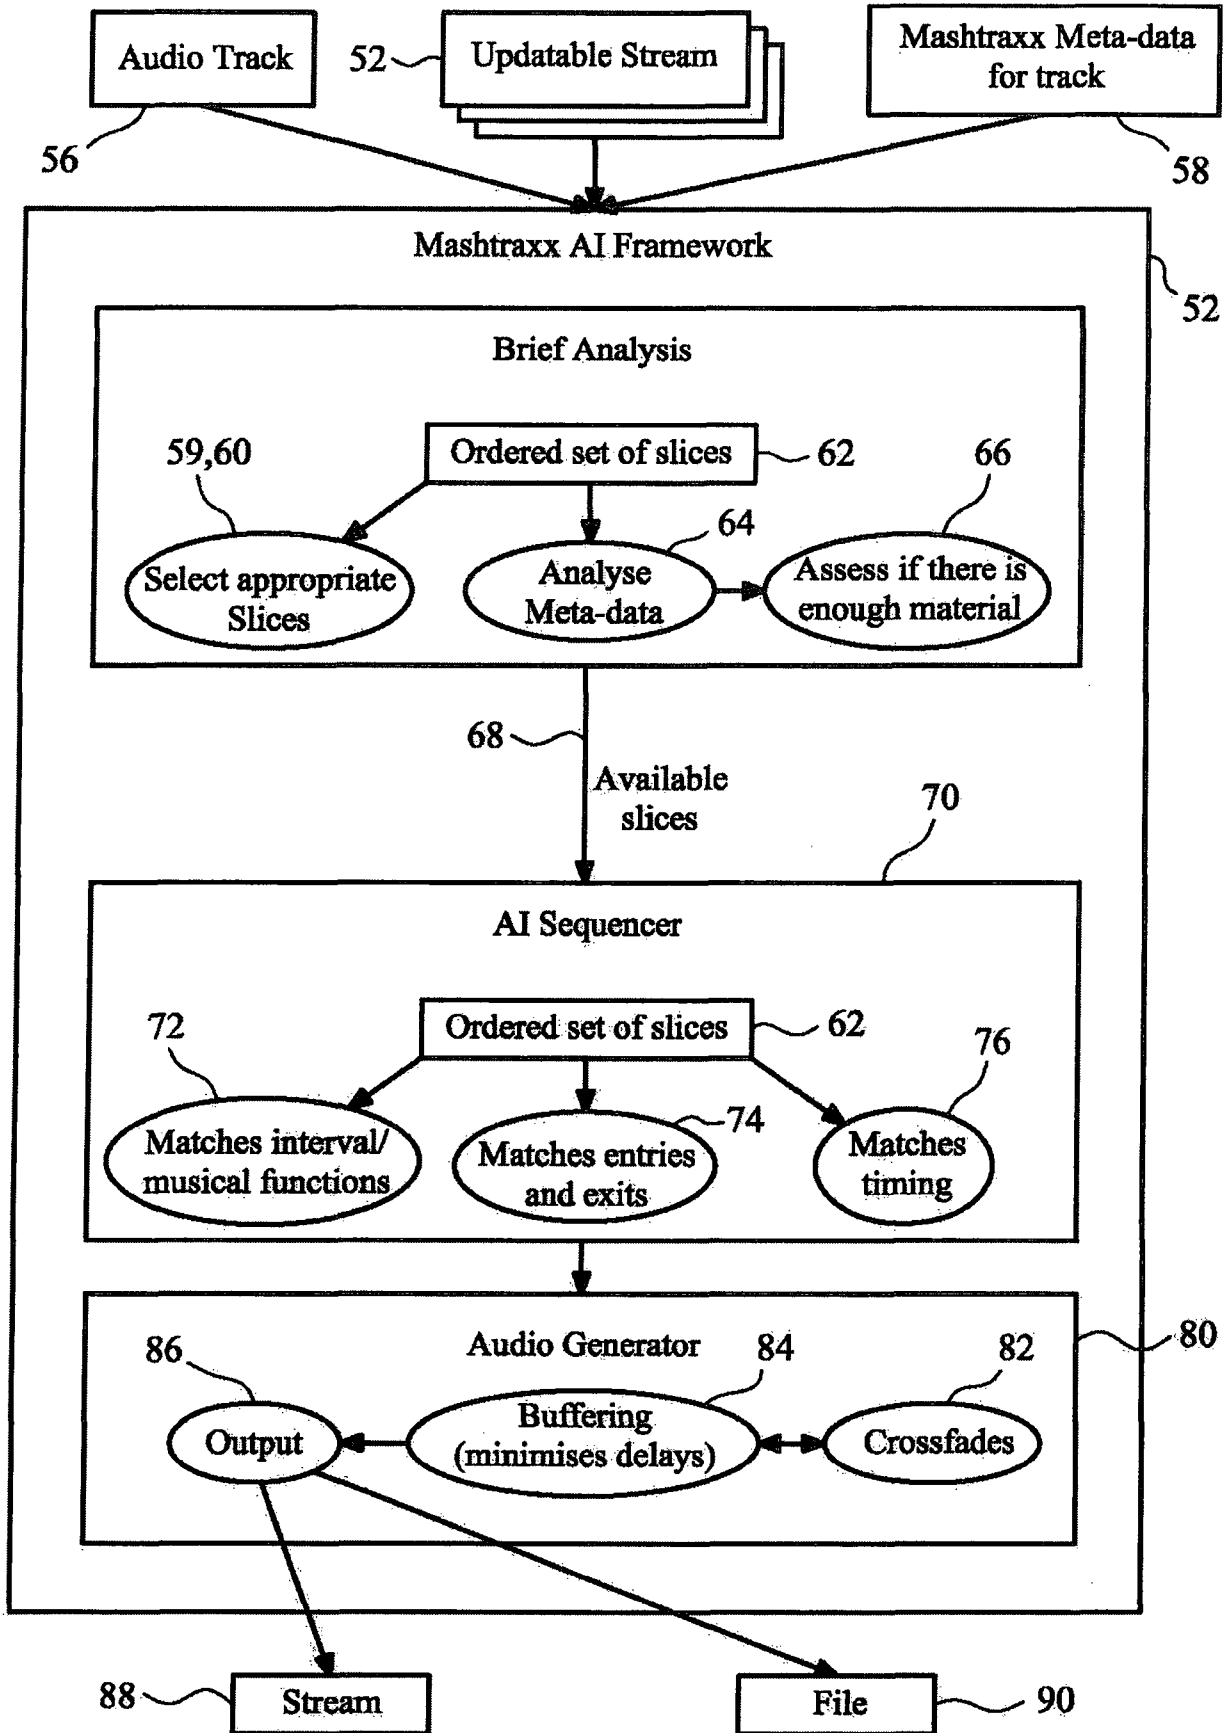 Audio Track
52
Updatable Stream
Mashtraxx Meta-data
for track
56
58
Mashtraxx AI Framework
52
Brief Analysis
59,60
Ordered set of slices
62
66
64
Select appropriate
Slices
Analyse
Meta-data
Assess if there is
enough material
68
Available
slices
70
AI Sequencer
72
Ordered set of slices
62
76
74
Matches interval/
musical functions
Matches entries
and exits
Matches
timing
86
Audio Generator
84
82
80
Output
Buffering
(minimises delays)
Crossfades
88
Stream
File
90